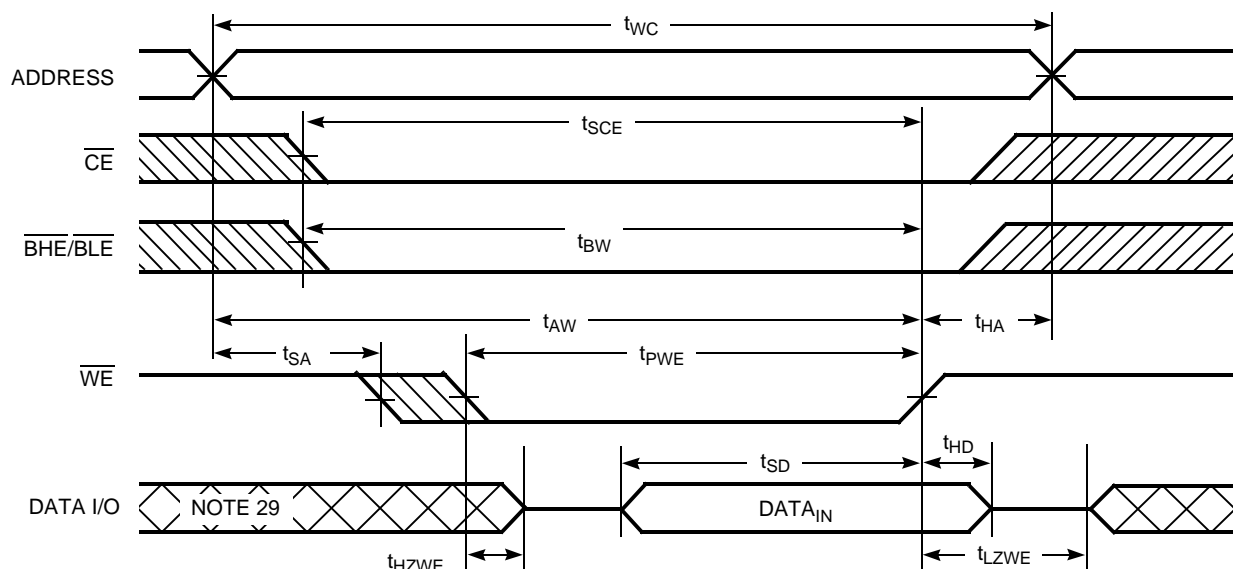 tWC
ADDRESS
tSCE
CE
BHE/BLE
tBW
tAW
tHA
tSA
tPWE
WE
tHD
tSD
DATA I/O
NOTE 29
DATAIN
tHZWE
tLZWE